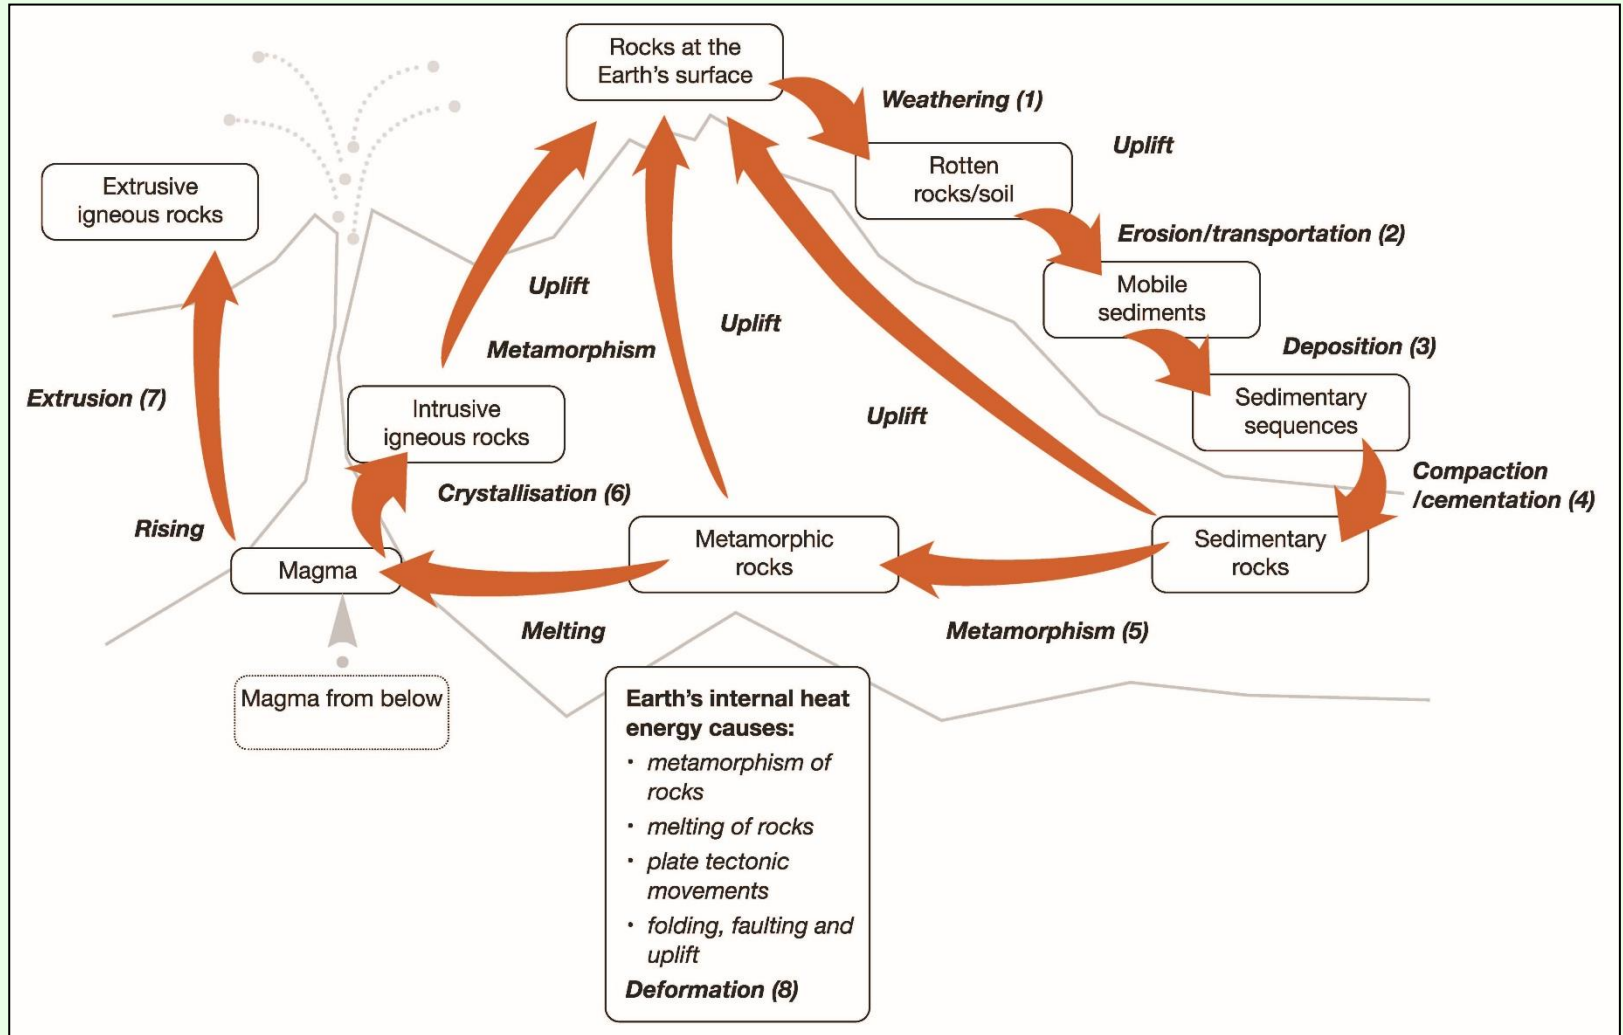 Rocks at the
Earth's surface
Weathering (1)
Uplift
Rotten
rocks/soil
Extrusive
igneous rocks
Erosion/transportation (2)
Mobile
sediments
Uplift
Uplift
Metamorphism
Deposition (3)
Extrusion (7)
Intrusive
igneous rocks
Uplift
Sedimentary
sequences
Crystallisation (6)
Compaction
/cementation (4)
Rising
Magma
Metamorphic
rocks
Sedimentary
rocks
Melting
Metamorphism (5)
Magma from below
Earth's internal heat
energy causes:
• metamorphism of
rocks
• melting of rocks
• plate tectonic
movements
• folding, faulting and
uplift
Deformation (8)